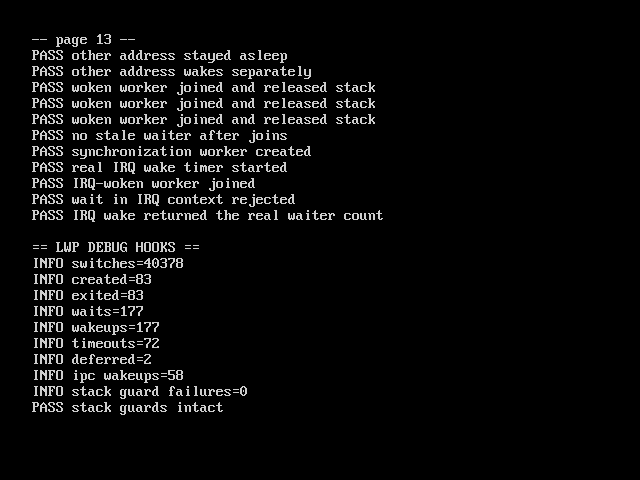 -- page 13 --
PASS other address stayed asleep
PASS other address wakes separately
PASS woken worker joined and released stack
PASS woken worker joined and released stack
PASS woken worker joined and released stack
PASS no stale waiter after joins
PASS synchronization worker created
PASS real IRQ wake timer started
PASS IRQ-woken worker joined
PASS wait in IRQ context rejected
PASS IRQ wake returned the real waiter count
== LWP DEBUG HOOKS ==
INFO switches=40378
INFO created=83
INFO exited=83
INFO waits=177
INFO wakeups=177
INFO timeouts=72
INFO deferred=2
INFO ipc wakeups=58
INFO stack guard failures=0
PASS stack guards intact